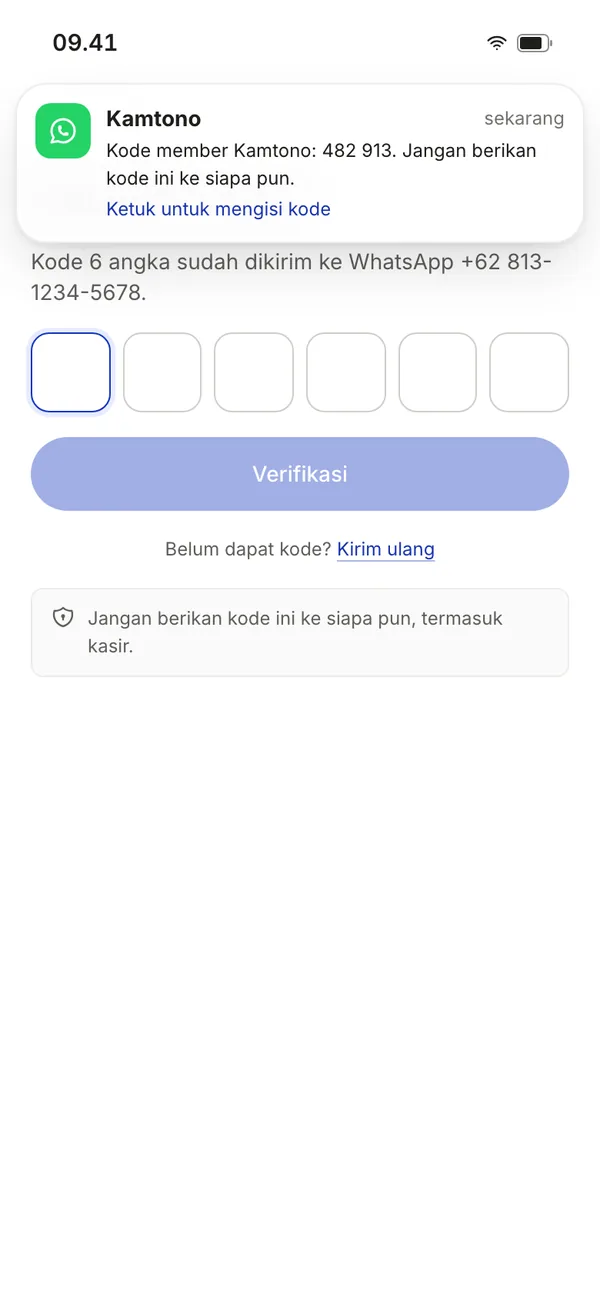 09.41
Kamtono
sekarang
Kode member Kamtono: 482 913. Jangan berikan
kode ini ke siapa pun.
Ketuk untuk mengisi kode
Kode 6 angka sudah dikirim ke WhatsApp +62 813-
1234-5678.
Verifikasi
Belum dapat kode? Kirim ulang
Jangan berikan kode ini ke siapa pun, termasuk
kasir.